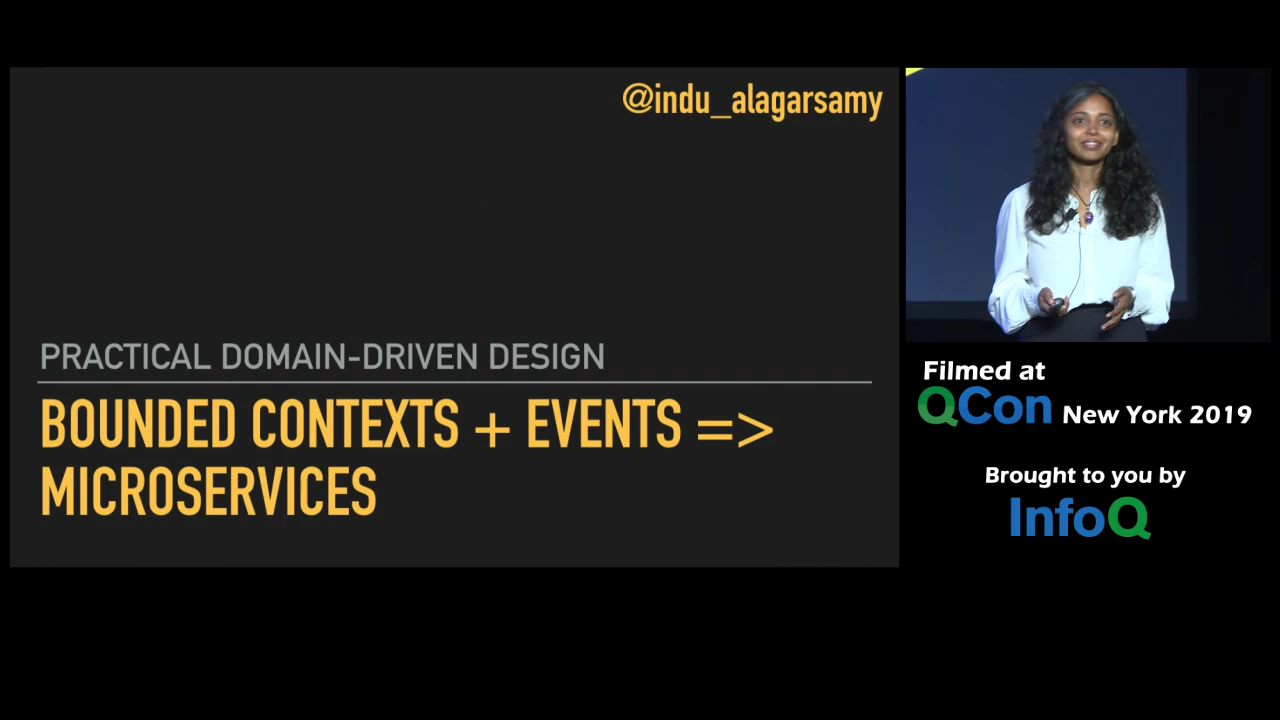 @indu_alagarsamy
PRACTICAL DOMAIN-DRIVEN DESIGN
BOUNDED CONTEXTS + EVENTS =>
MICROSERVICES
Filmed at
QCon New York 2019
Brought to you by
InfoQ